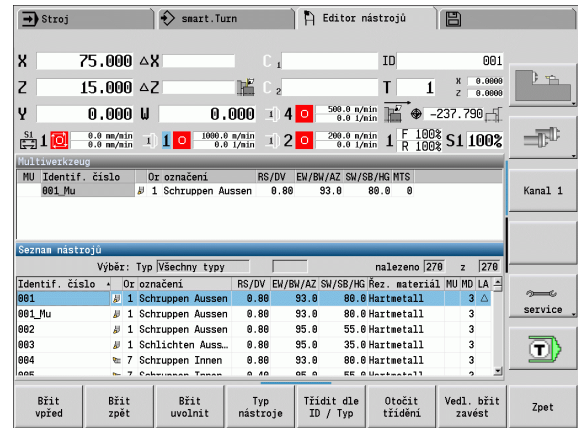 Stroj smart.Turn Editor nástrojů
X 75.000 ΔX C 1 ID 001
Z 15.000 ΔZ C 2 T 1 X 0.0000 Z 0.0000
Y 0.000 W 0.000 4 500.0 m/min 0.0 1/min -237.790
S1 1 0.0 mm/min 0.0 mm/min 1 1000.0 m/min 0.0 1/min 2 200.0 m/min 0.0 1/min 1 F 100% R 100% S1 100%
Multiwerkzeug
MU Identif. číslo Or označení RS/DV EW/BW/AZ SW/SB/HG MTS
001_Mu 1 Schruppen Aussen 0.80 93.0 80.0 0
Kanal 1
Seznam nástrojů
Výběr: Typ Všechny typy nalezeno 270 z 270
Identif. číslo Or označení RS/DV EW/BW/AZ SW/SB/HG Řez. materiál MU MD LA
001 1 Schruppen Aussen 0.80 93.0 80.0 Hartmetall 3
001_Mu 1 Schruppen Aussen 0.80 93.0 80.0 Hartmetall 3
002 1 Schruppen Aussen 0.80 95.0 55.0 Hartmetall 3
003 1 Schlichten Auss… 0.80 95.0 35.0 Hartmetall 3
004 7 Schruppen Innen 0.80 93.0 80.0 Hartmetall 3
service
T
Břit vpřed
Břit zpět
Břit uvolnit
Typ nástroje
Třídit dle ID / Typ
Otočit třídění
Vedl. břit zavést
Zpet